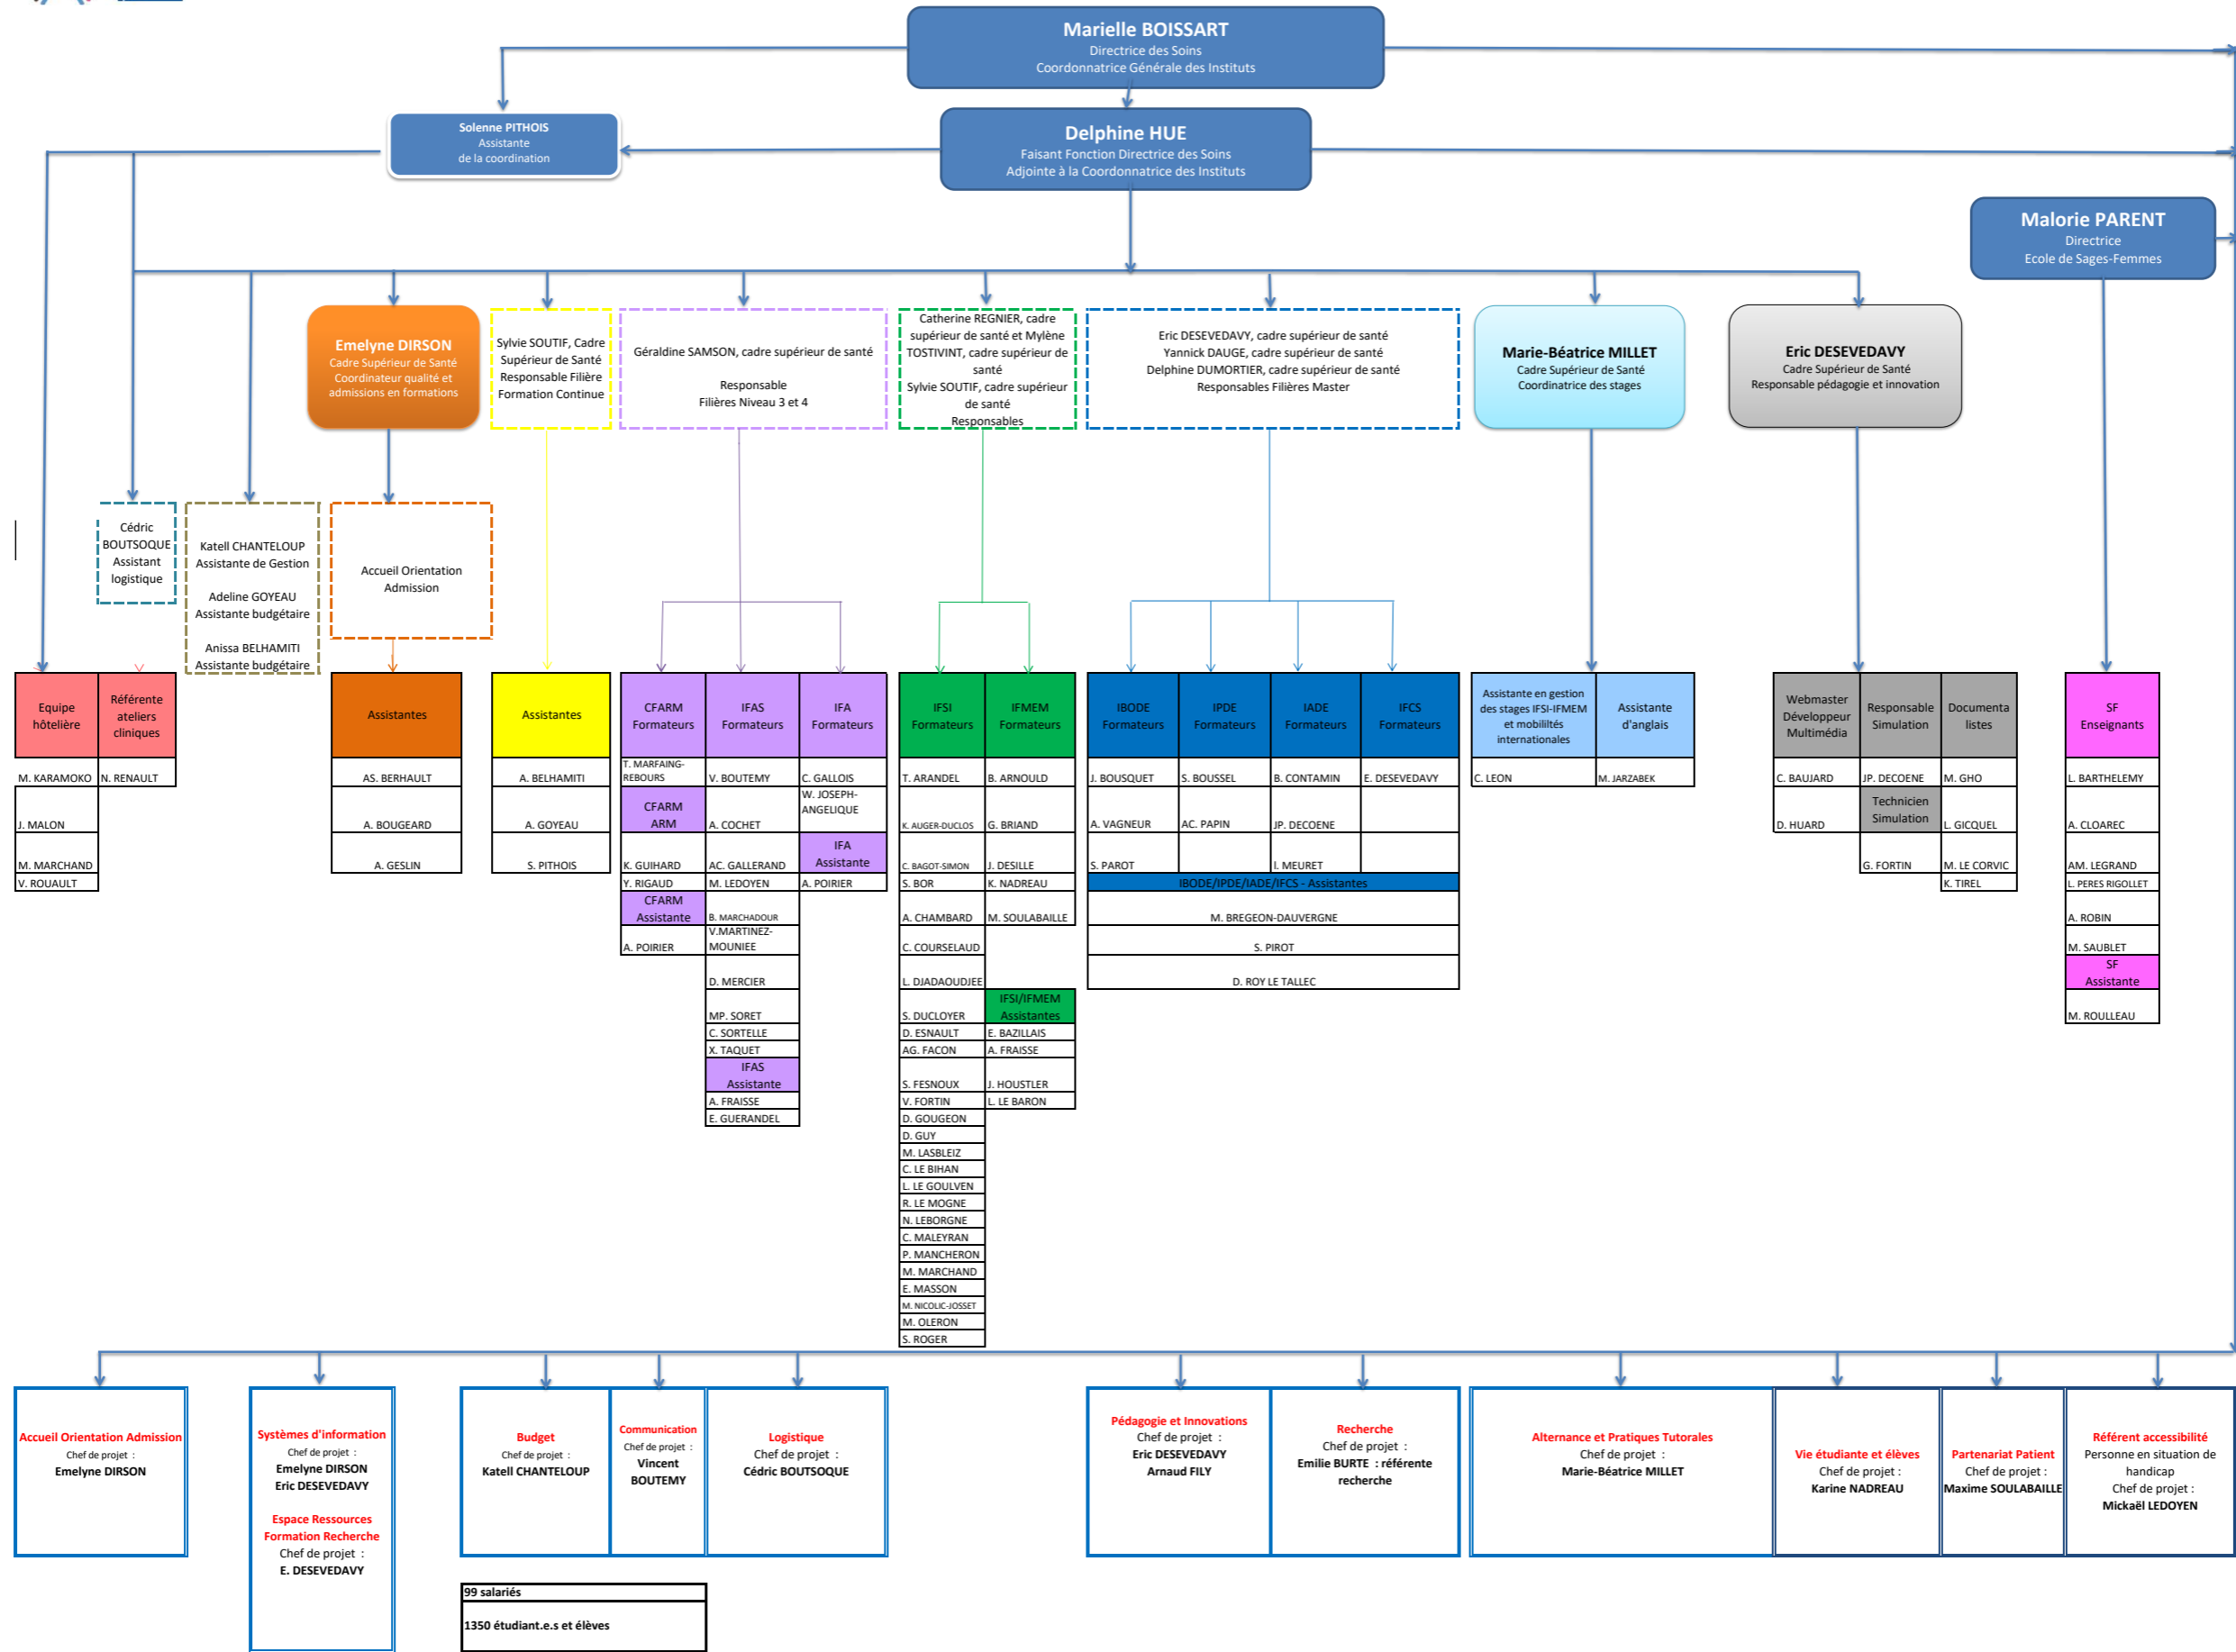 Marielle BOISSART
Directrice des Soins
Coordonnatrice Générale des Instituts
Solenne PITHOIS
Assistante
de la coordination
Delphine HUE
Faisant Fonction Directrice des Soins
Adjointe à la Coordonnatrice des Instituts
Malorie PARENT
Directrice
Ecole de Sages-Femmes
Emelyne DIRSON
Cadre Supérieur de Santé
Coordinateur qualité et
admissions en formations
Sylvie SOUTIF, Cadre
Supérieur de Santé
Responsable Filière
Formation Continue
Géraldine SAMSON, cadre supérieur de santé
Responsable
Filières Niveau 3 et 4
Catherine REGNIER, cadre
supérieur de santé et Mylène
TOSTIVINT, cadre supérieur de
santé
Sylvie SOUTIF, cadre supérieur
de santé
Responsables
Eric DESEVEDAVY, cadre supérieur de santé
Yannick DAUGE, cadre supérieur de santé
Delphine DUMORTIER, cadre supérieur de santé
Responsables Filières Master
Marie-Béatrice MILLET
Cadre Supérieur de Santé
Coordinatrice des stages
Eric DESEVEDAVY
Cadre Supérieur de Santé
Responsable pédagogie et innovation
Cédric
BOUTSOQUE
Assistant
logistique
Katell CHANTELOUP
Assistante de Gestion
Adeline GOYEAU
Assistante budgétaire
Anissa BELHAMITI
Assistante budgétaire
Accueil Orientation
Admission
Equipe
hôtelière
M. KARAMOKO
J. MALON
M. MARCHAND
V. ROUAULT
Référente
ateliers
cliniques
N. RENAULT
Assistantes
AS. BERHAULT
A. BOUGEARD
A. GESLIN
Assistantes
A. BELHAMITI
A. GOYEAU
S. PITHOIS
CFARM
Formateurs
T. MARFAING-
REBOURS
CFARM
ARM
K. GUIHARD
Y. RIGAUD
CFARM
Assistante
A. POIRIER
IFAS
Formateurs
V. BOUTEMY
A. COCHET
AC. GALLERAND
M. LEDOYEN
B. MARCHADOUR
V.MARTINEZ-
MOUNIEE
D. MERCIER
MP. SORET
C. SORTELLE
X. TAQUET
IFAS
Assistante
A. FRAISSE
E. GUERANDEL
IFA
Formateurs
C. GALLOIS
W. JOSEPH-
ANGELIQUE
IFA
Assistante
A. POIRIER
IFSI
Formateurs
T. ARANDEL
K. AUGER-DUCLOS
C. BAGOT-SIMON
S. BOR
A. CHAMBARD
C. COURSELAUD
L. DJADAOUDJEE
S. DUCLOYER
D. ESNAULT
AG. FACON
S. FESNOUX
V. FORTIN
D. GOUGEON
D. GUY
M. LASBLEIZ
C. LE BIHAN
L. LE GOULVEN
R. LE MOGNE
N. LEBORGNE
C. MALEYRAN
P. MANCHERON
M. MARCHAND
E. MASSON
M. NICOLIC-JOSSET
M. OLERON
S. ROGER
IFMEM
Formateurs
B. ARNOULD
G. BRIAND
J. DESILLE
K. NADREAU
M. SOULABAILLE
IFSI/IFMEM
Assistantes
E. BAZILLAIS
A. FRAISSE
J. HOUSTLER
L. LE BARON
IBODE
Formateurs
J. BOUSQUET
A. VAGNEUR
S. PAROT
IPDE
Formateurs
S. BOUSSEL
AC. PAPIN
IADE
Formateurs
B. CONTAMIN
JP. DECOENE
I. MEURET
IFCS
Formateurs
E. DESEVEDAVY
IBODE/IPDE/IADE/IFCS - Assistantes
M. BREGEON-DAUVERGNE
S. PIROT
D. ROY LE TALLEC
Assistante en gestion
des stages IFSI-IFMEM
et mobililtés
internationales
C. LEON
Assistante
d'anglais
M. JARZABEK
Webmaster
Développeur
Multimédia
C. BAUJARD
D. HUARD
Responsable
Simulation
JP. DECOENE
Technicien
Simulation
G. FORTIN
Documenta
listes
M. GHO
L. GICQUEL
M. LE CORVIC
K. TIREL
SF
Enseignants
L. BARTHELEMY
A. CLOAREC
AM. LEGRAND
L. PERES RIGOLLET
A. ROBIN
M. SAUBLET
SF
Assistante
M. ROULLEAU
Accueil Orientation Admission
Chef de projet :
Emelyne DIRSON
Systèmes d'information
Chef de projet :
Emelyne DIRSON
Eric DESEVEDAVY
Espace Ressources
Formation Recherche
Chef de projet :
E. DESEVEDAVY
Budget
Chef de projet :
Katell CHANTELOUP
Communication
Chef de projet :
Vincent
BOUTEMY
Logistique
Chef de projet :
Cédric BOUTSOQUE
Pédagogie et Innovations
Chef de projet :
Eric DESEVEDAVY
Arnaud FILY
Recherche
Chef de projet :
Emilie BURTE : référente
recherche
Alternance et Pratiques Tutorales
Chef de projet :
Marie-Béatrice MILLET
Vie étudiante et élèves
Chef de projet :
Karine NADREAU
Partenariat Patient
Chef de projet :
Maxime SOULABAILLE
Référent accessibilité
Personne en situation de
handicap
Chef de projet :
Mickaël LEDOYEN
99 salariés
1350 étudiant.e.s et élèves